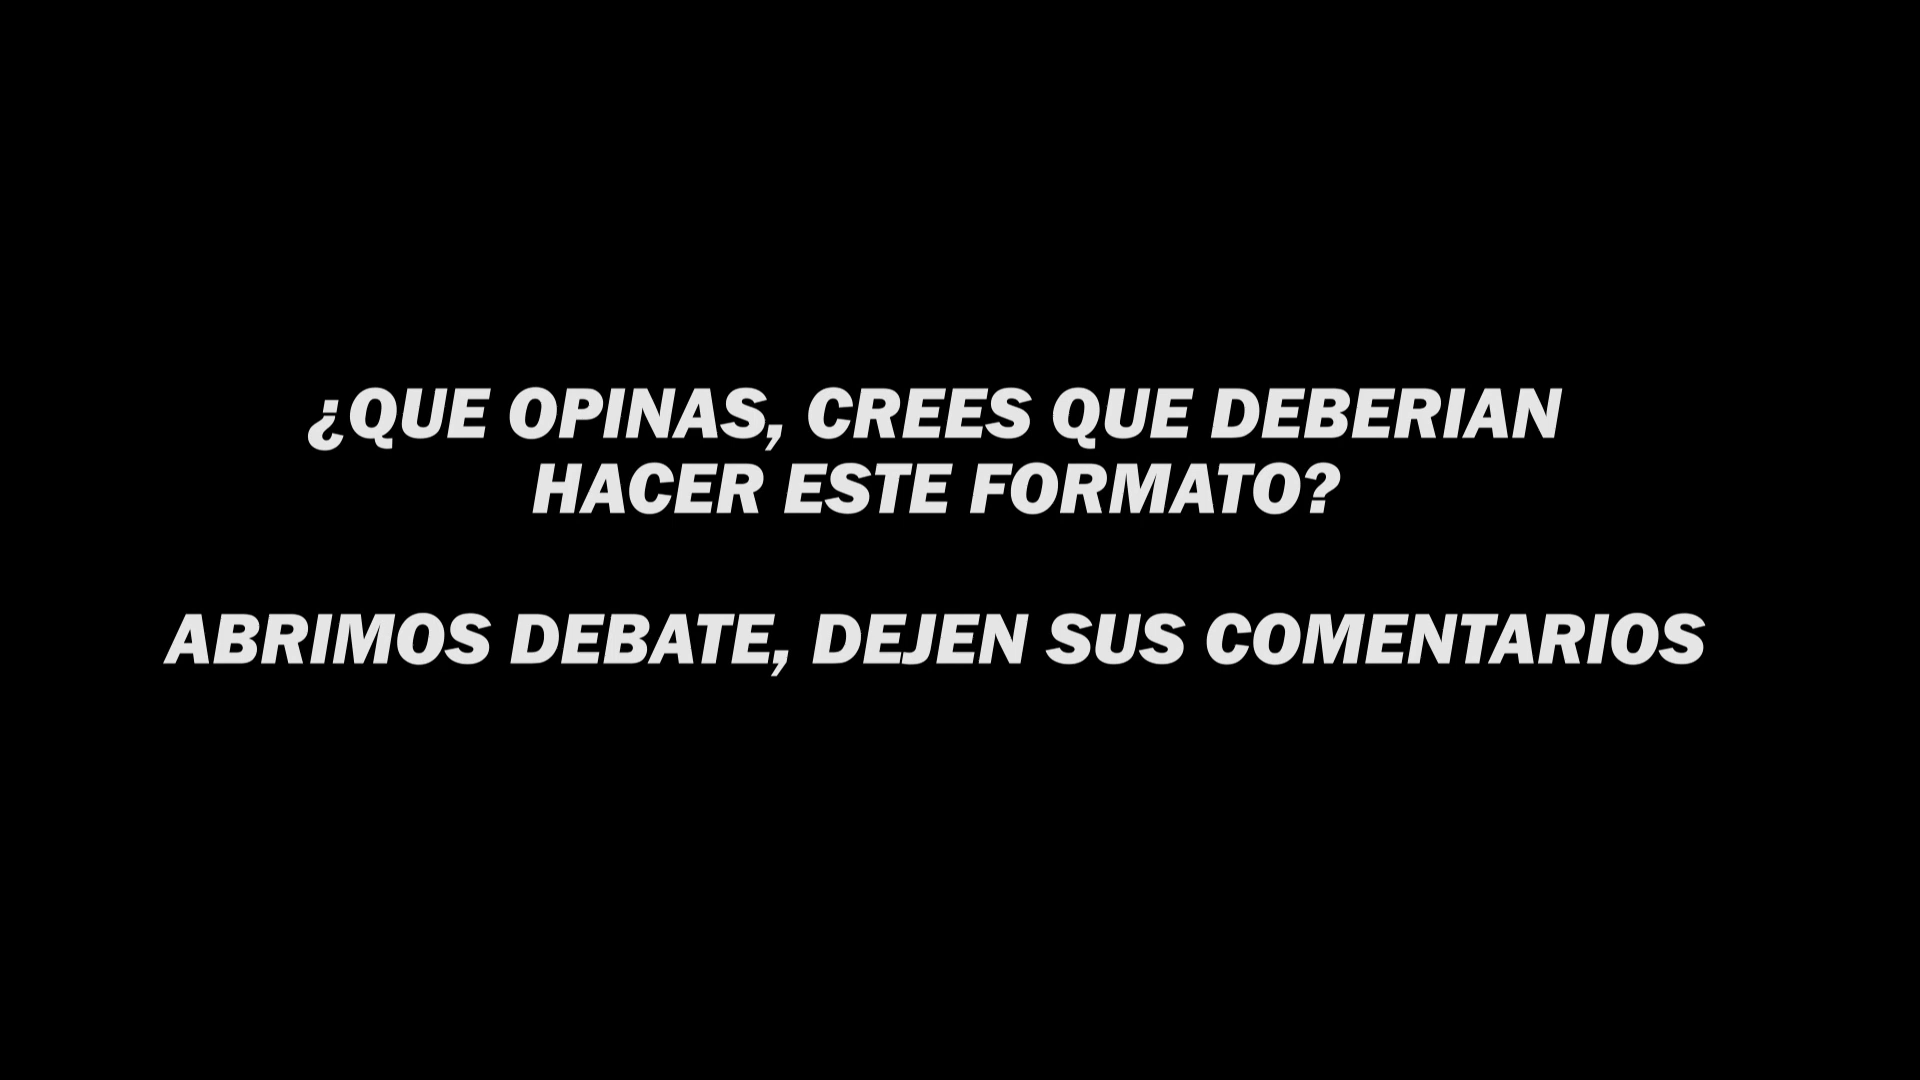 ¿QUE OPINAS, CREES QUE DEBERIAN
HACER ESTE FORMATO?
ABRIMOS DEBATE, DEJEN SUS COMENTARIOS